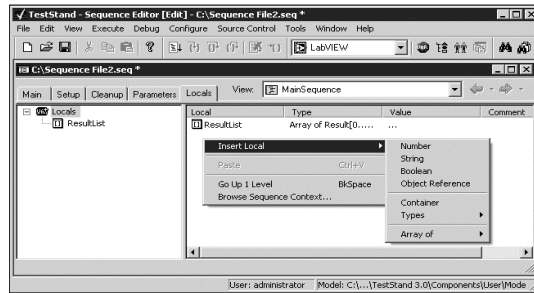 TestStand - Sequence Editor [Edit] - C:\Sequence File2.seq *
File Edit View Execute Debug Configure Source Control Tools Window Help
LabVIEW
C:\Sequence File2.seq *
Main Setup Cleanup Parameters Locals View: MainSequence
Locals
ResultList
Local Type Value Comment
ResultList Array of Result[0..... ...
Insert Local
Paste Ctrl+V
Go Up 1 Level BkSpace
Browse Sequence Context...
Number
String
Boolean
Object Reference
Container
Types
Array of
User: administrator Model: C:\...\TestStand 3.0\Components\User\Mode